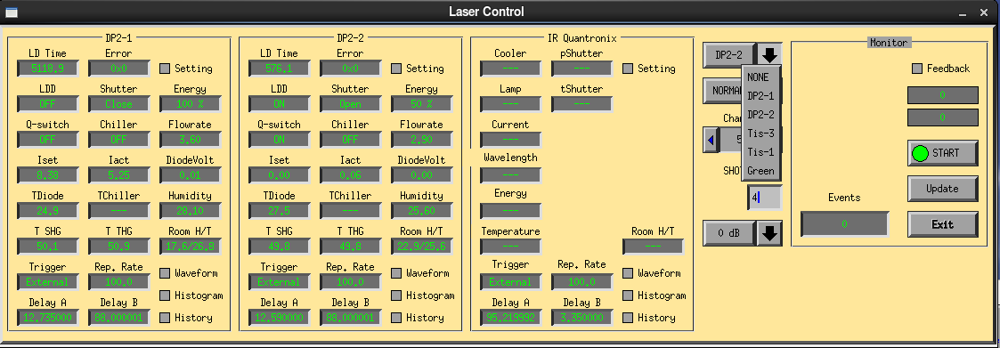 Laser Control
DP2-1
LD Time Error
5118.9 0x0 Setting
LDD Shutter Energy
OFF Close 100 %
Q-switch Chiller Flowrate
OFF OFF 3.60
Iset Iact DiodeVolt
8.38 5.25 0.01
TDiode TChiller Humidity
24.9 --- 28.10
T SHG T THG Room H/T
50.1 50.9 17.6/26.8
Trigger Rep. Rate
External 100.0 Waveform
Histogram
Delay A Delay B
12.735000 88.000001 History
DP2-2
LD Time Error
576.1 0x0 Setting
LDD Shutter Energy
ON Open 50 %
Q-switch Chiller Flowrate
ON OFF 2.90
Iset Iact DiodeVolt
0.00 0.06 0.00
TDiode TChiller Humidity
27.5 --- 25.60
T SHG T THG Room H/T
49.8 49.8 22.9/25.6
Trigger Rep. Rate
External 100.0 Waveform
Histogram
Delay A Delay B
12.590000 88.000001 History
IR Quantronix
Cooler pShutter
--- --- Setting
Lamp tShutter
--- ---
Current
---
Wavelength
---
Energy
---
Temperature Room H/T
--- ---
Trigger Rep. Rate
External 100.0 Waveform
Histogram
Delay A Delay B
95.219992 3.350000 History
DP2-2
NONE
DP2-1
DP2-2
Tis-3
Tis-1
Green
4
0 dB
Monitor
Feedback
0
0
START
Update
Events
0
Exit